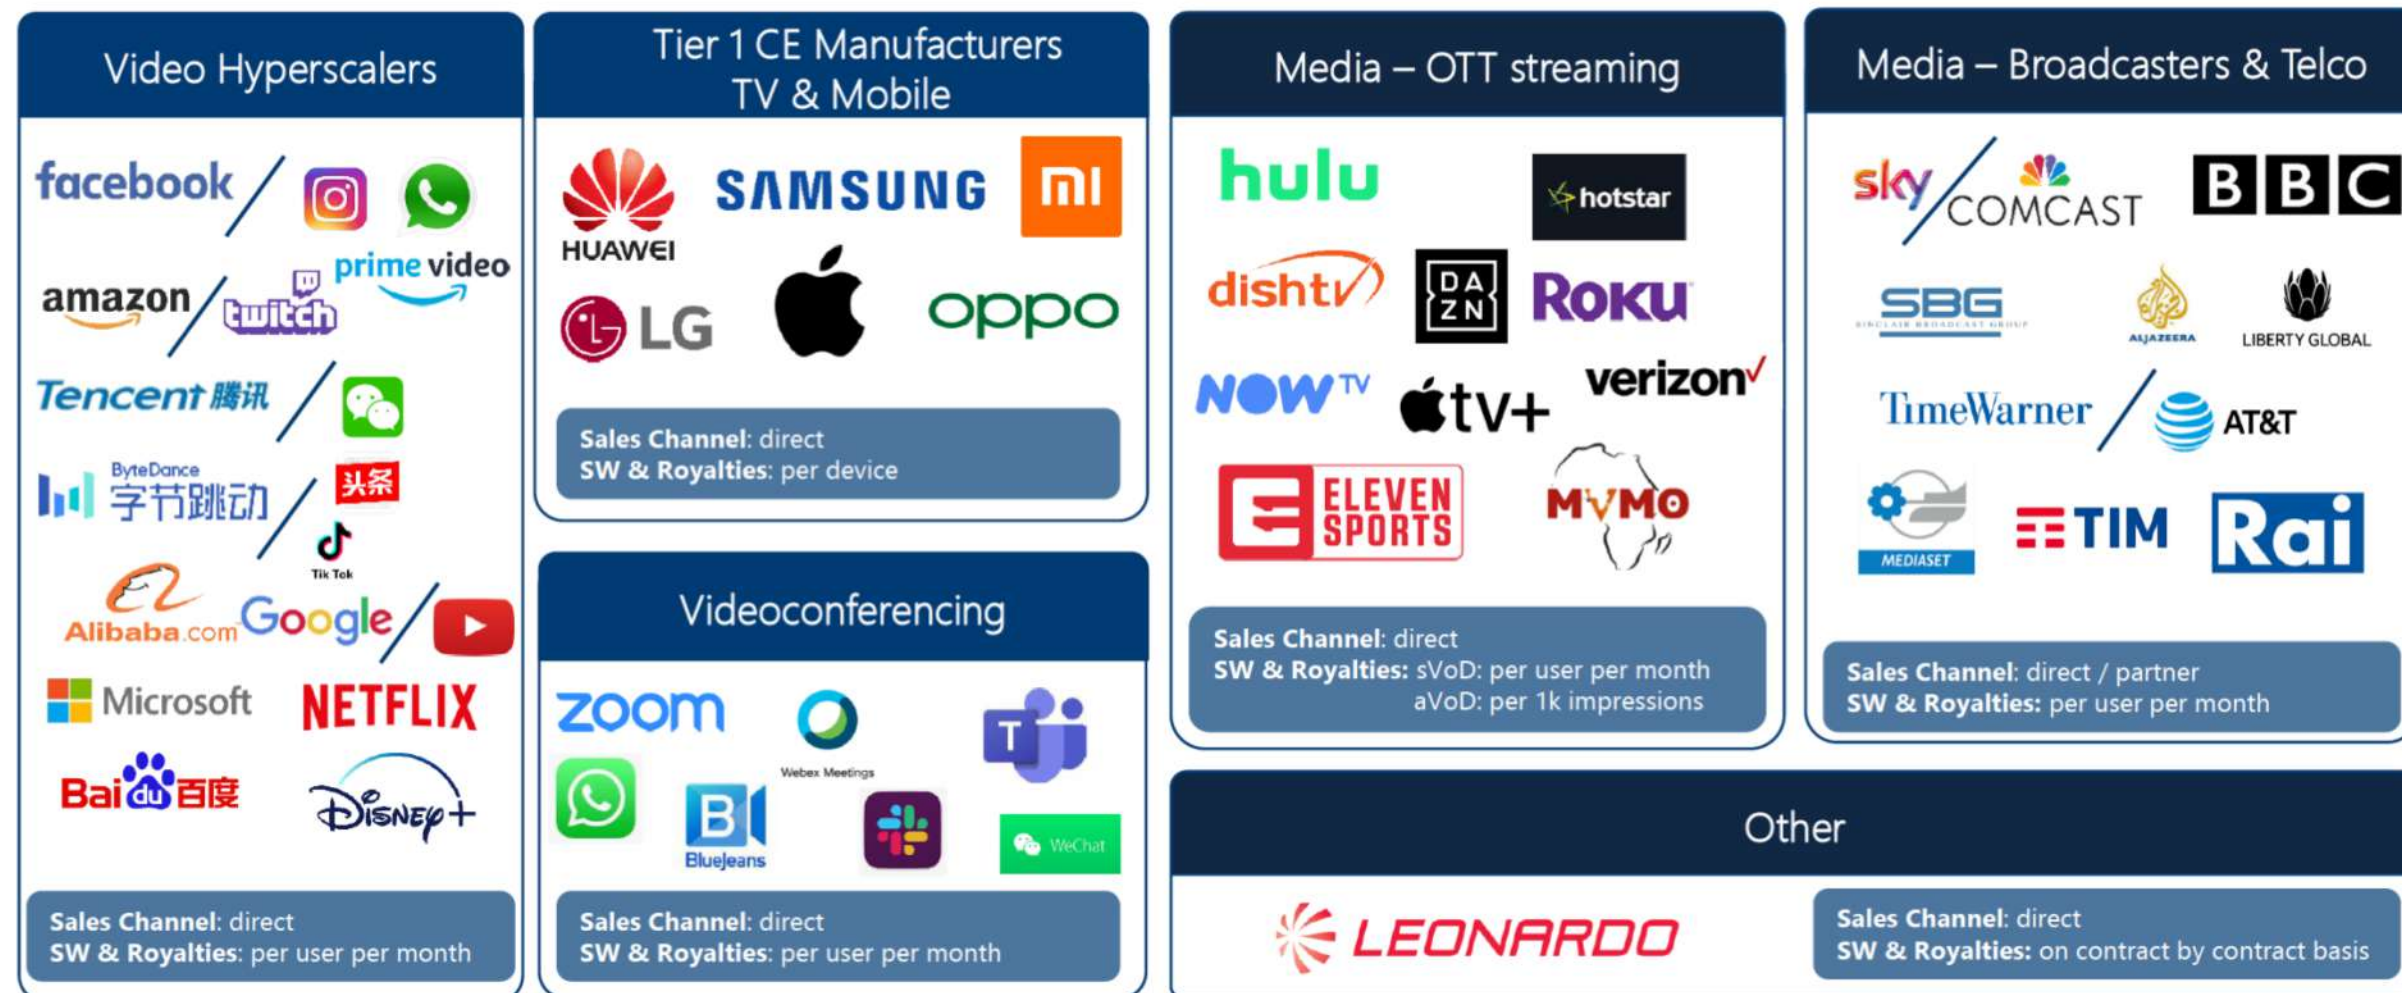 Video Hyperscalers
facebook
amazon
twitch
prime video
Tencent 腾讯
ByteDance
字节跳动
头条
Tik Tok
Alibaba.com
Google
Microsoft
NETFLIX
Bai du 百度
Disney+
Sales Channel: direct
SW & Royalties: per user per month
Tier 1 CE Manufacturers
TV & Mobile
HUAWEI
SAMSUNG
mi
LG
oppo
Sales Channel: direct
SW & Royalties: per device
Videoconferencing
zoom
Webex Meetings
T
B
BlueJeans
WeChat
Sales Channel: direct
SW & Royalties: per user per month
Media – OTT streaming
hulu
hotstar
dishtv
DA
ZN
ROKU
NOW TV
tv+
verizon
ELEVEN
SPORTS
MVMO
Sales Channel: direct
SW & Royalties: sVoD: per user per month
aVoD: per 1k impressions
Media – Broadcasters & Telco
sky
COMCAST
BBC
SBG
SINCLAIR BROADCAST GROUP
ALJAZEERA
LIBERTY GLOBAL
TimeWarner
AT&T
MEDIASET
TIM
Rai
Sales Channel: direct / partner
SW & Royalties: per user per month
Other
LEONARDO
Sales Channel: direct
SW & Royalties: on contract by contract basis